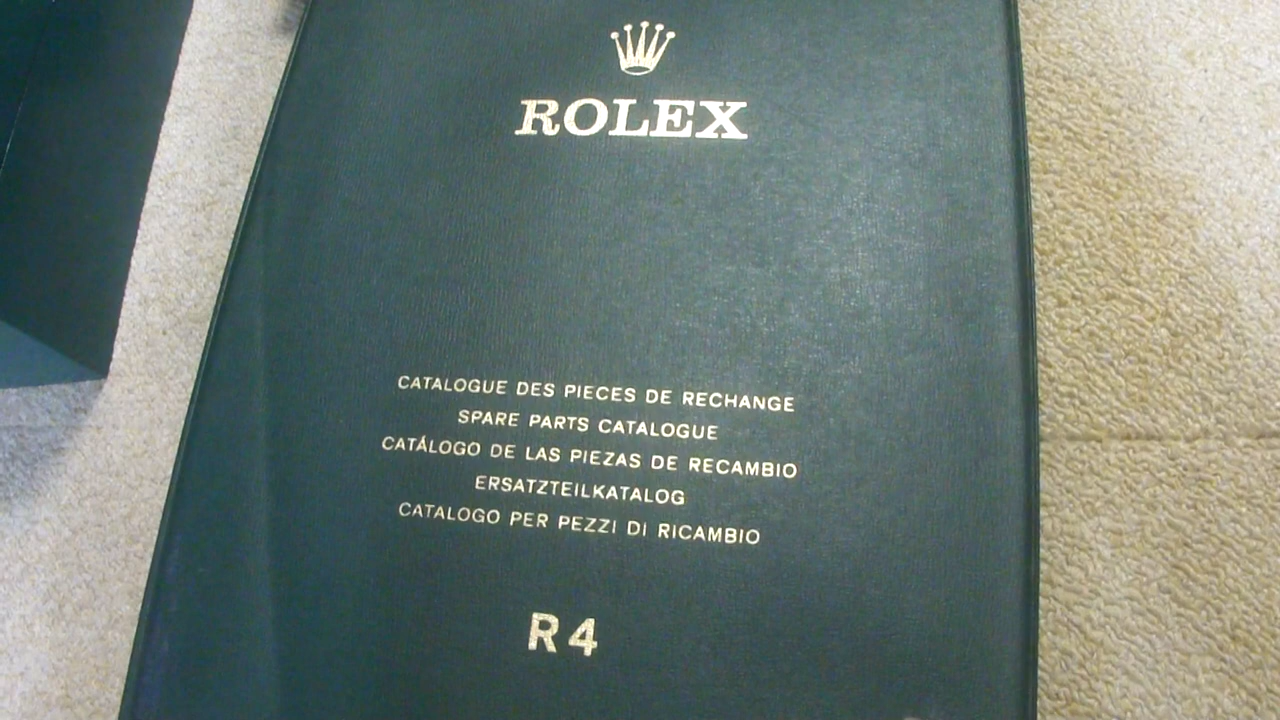 ROLEX
CATALOGUE DES PIECES DE RECHANGE
SPARE PARTS CATALOGUE
CATÁLOGO DE LAS PIEZAS DE RECAMBIO
ERSATZTEILKATALOG
CATALOGO PER PEZZI DI RICAMBIO
R4